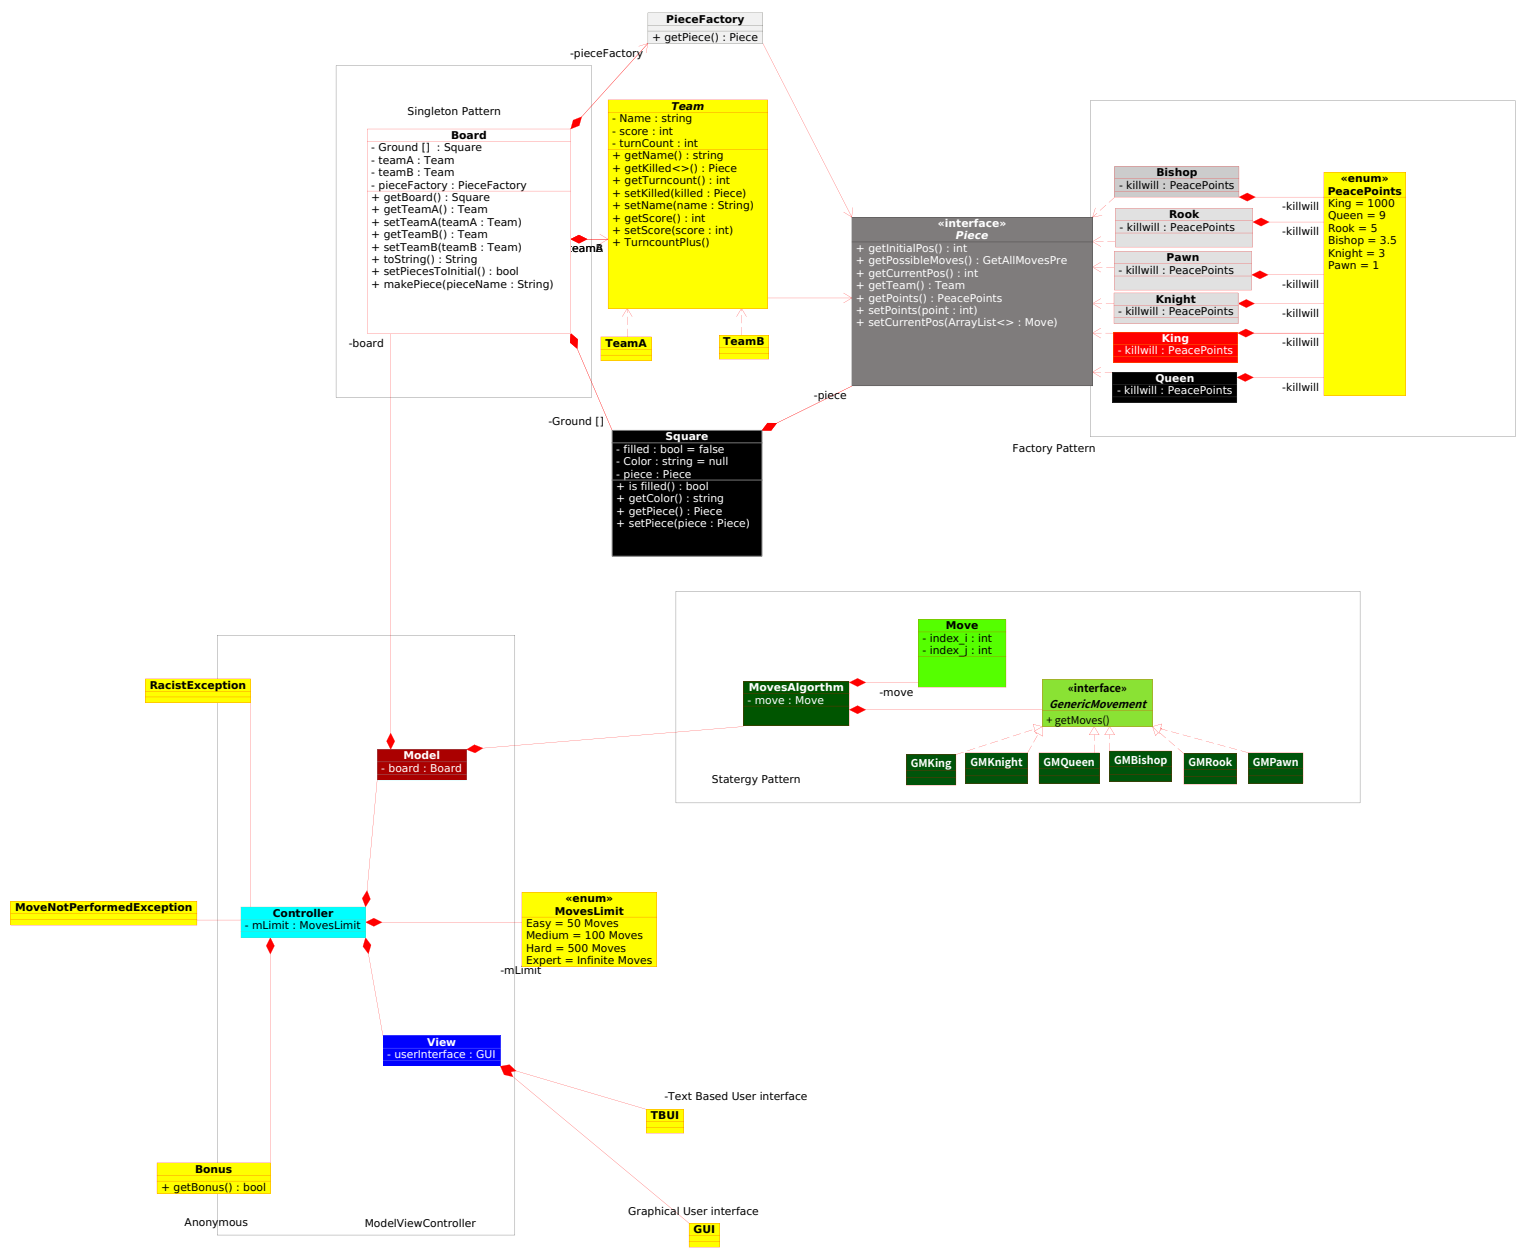 PieceFactory
+ getPiece() : Piece
-pieceFactory
Singleton Pattern
Board
- Ground [] : Square
- teamA : Team
- teamB : Team
- pieceFactory : PieceFactory
+ getBoard() : Square
+ getTeamA() : Team
+ setTeamA(teamA : Team)
+ getTeamB() : Team
+ setTeamB(teamB : Team)
+ toString() : String
+ setPiecesToInitial() : bool
+ makePiece(pieceName : String)
-board
Team
- Name : string
- score : int
- turnCount : int
+ getName() : string
+ getKilled<>() : Piece
+ getTurncount() : int
+ setKilled(killed : Piece)
+ setName(name : String)
+ getScore() : int
+ setScore(score : int)
+ TurncountPlus()
TeamA
TeamB
«interface»
Piece
+ getInitialPos() : int
+ getPossibleMoves() : GetAllMovesPre
+ getCurrentPos() : int
+ getTeam() : Team
+ getPoints() : PeacePoints
+ setPoints(point : int)
+ setCurrentPos(ArrayList<> : Move)
-piece
Bishop
- killwill : PeacePoints
-killwill
Rook
- killwill : PeacePoints
-killwill
Pawn
- killwill : PeacePoints
-killwill
Knight
- killwill : PeacePoints
-killwill
King
- killwill : PeacePoints
-killwill
Queen
- killwill : PeacePoints
-killwill
«enum»
PeacePoints
King = 1000
Queen = 9
Rook = 5
Bishop = 3.5
Knight = 3
Pawn = 1
Factory Pattern
-Ground []
Square
- filled : bool = false
- Color : string = null
- piece : Piece
+ is filled() : bool
+ getColor() : string
+ getPiece() : Piece
+ setPiece(piece : Piece)
Move
- index_i : int
- index_j : int
MovesAlgorthm
- move : Move
-move
«interface»
GenericMovement
+ getMoves()
GMKing
GMKnight
GMQueen
GMBishop
GMRook
GMPawn
Statergy Pattern
RacistException
Model
- board : Board
MoveNotPerformedException
Controller
- mLimit : MovesLimit
«enum»
MovesLimit
Easy = 50 Moves
Medium = 100 Moves
Hard = 500 Moves
Expert = Infinite Moves
-mLimit
View
- userInterface : GUI
-Text Based User interface
TBUI
Bonus
+ getBonus() : bool
Anonymous
ModelViewController
Graphical User interface
GUI